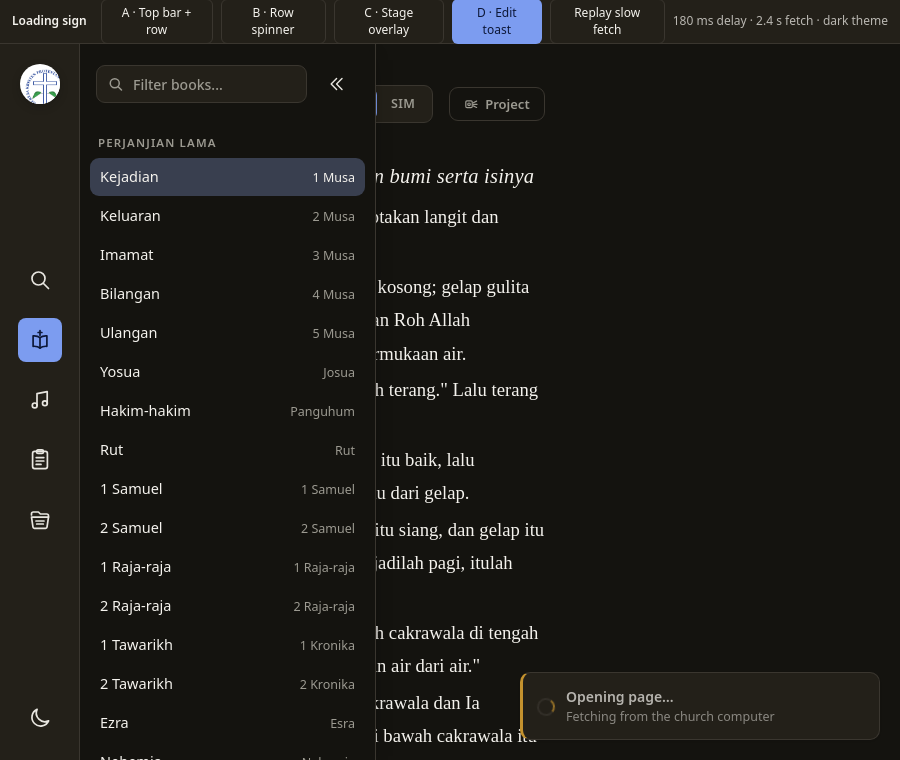 Loading sign
A · Top bar + row
B · Row spinner
C · Stage overlay
D · Edit toast
Replay slow fetch
180 ms delay · 2.4 s fetch · dark theme
Filter books...
PERJANJIAN LAMA
Kejadian 1 Musa
Keluaran 2 Musa
Imamat 3 Musa
Bilangan 4 Musa
Ulangan 5 Musa
Yosua Josua
Hakim-hakim Panguhum
Rut Rut
1 Samuel 1 Samuel
2 Samuel 2 Samuel
1 Raja-raja 1 Raja-raja
2 Raja-raja 2 Raja-raja
1 Tawarikh 1 Kronika
2 Tawarikh 2 Kronika
Ezra Esra
SIM
Project
bumi serta isinya
langit dan
kosong; gelap gulita
Roh Allah
air.
terang." Lalu terang
itu baik, lalu
dari gelap.
itu siang, dan gelap itu
jadilah pagi, itulah
cakrawala di tengah
air dari air."
dan Ia
bawah cakrawala itu
Opening page...
Fetching from the church computer